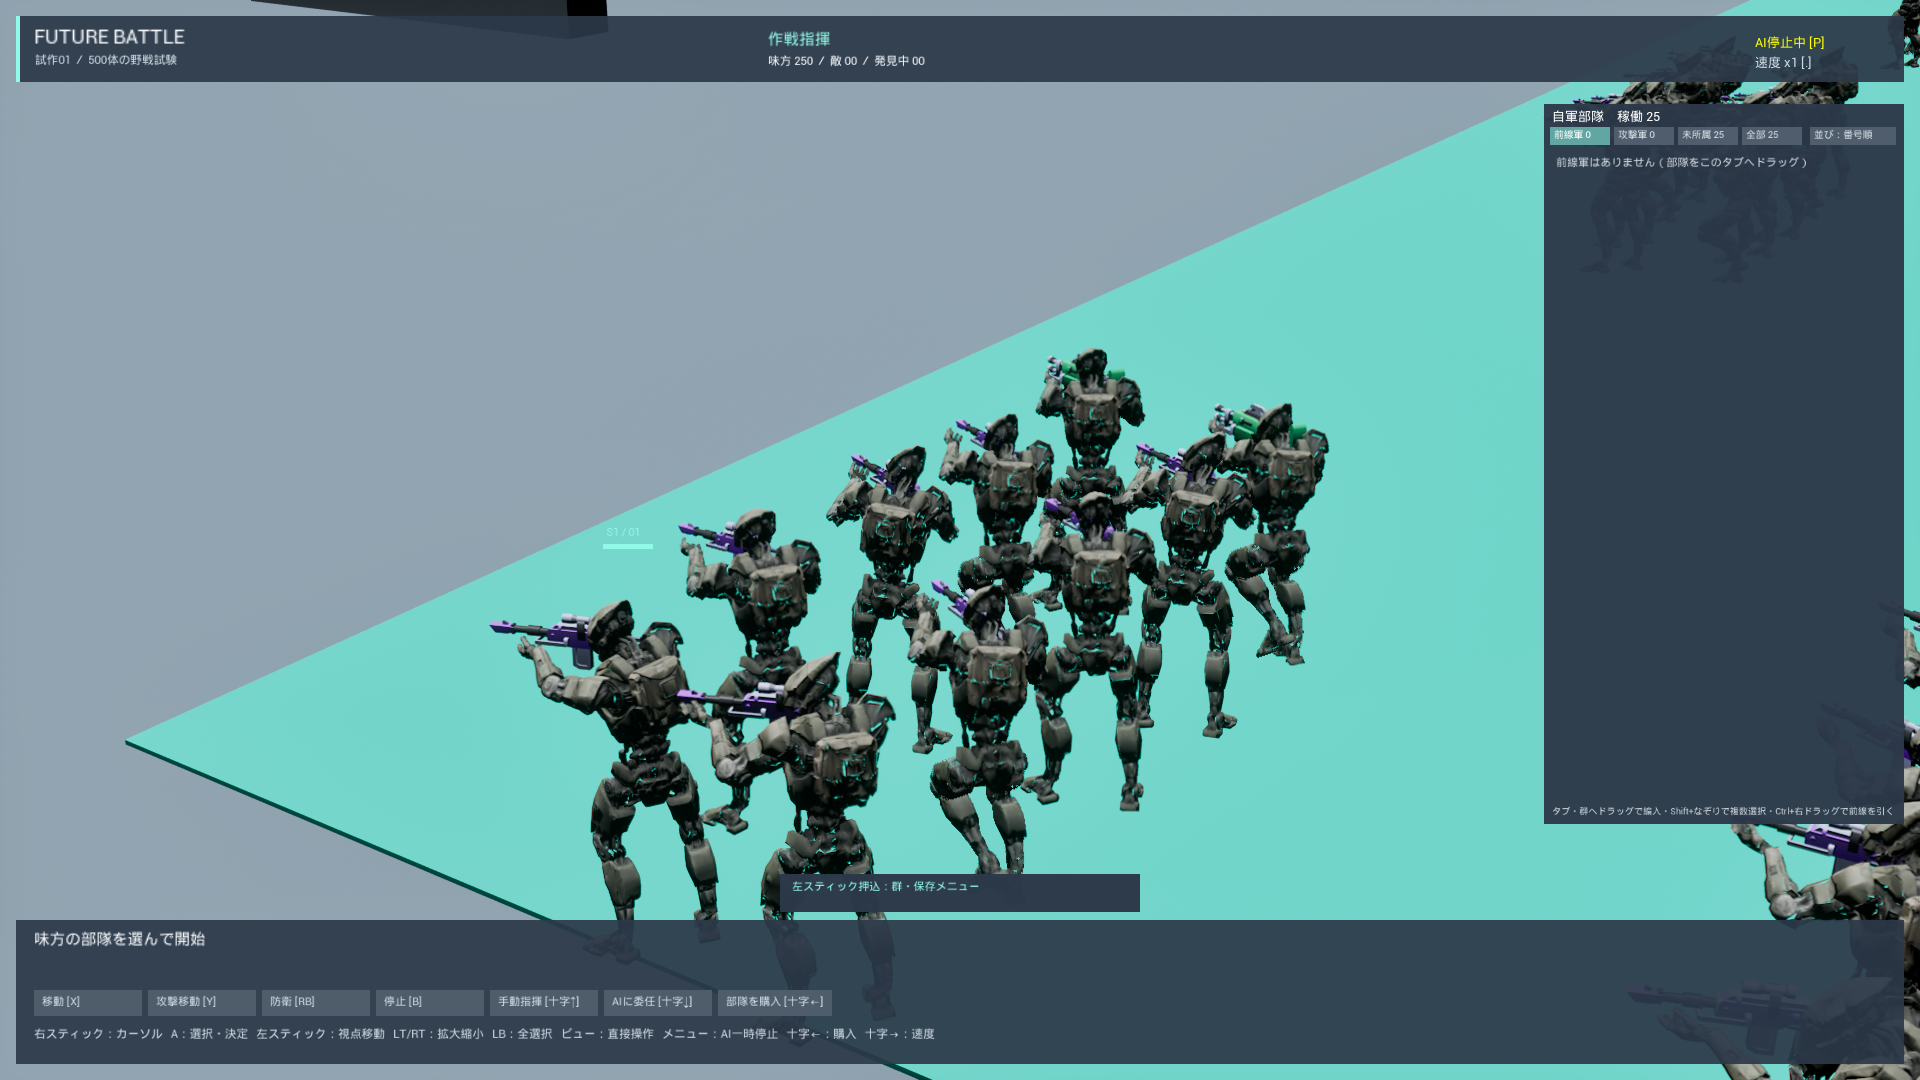 FUTURE BATTLE
試作01 / 500体の野戦試験
作戦指揮
味方 250 / 敵 00 / 発見中 00
AI停止中 [P]
速度 x1 [.]
自軍部隊 稼働 25
前線軍 0 攻撃軍 0 未所属 25 全部 25 並び：番号順
前線軍はありません ( 部隊をこのタブへドラッグ )
S1 / 01
タブ・群へドラッグで編入・Shift+なぞりで複数選択・Ctrl+右ドラッグで前線を引く
左スティック押込：群・保存メニュー
味方の部隊を選んで開始
移動 [X] 攻撃移動 [Y] 防衛 [RB] 停止 [B] 手動指揮 [十字↑] AIに委任 [十字↓] 部隊を購入 [十字←]
右スティック：カーソル A：選択・決定 左スティック：視点移動 LT/RT：拡大縮小 LB：全選択 ビュー：直接操作 メニュー：AI一時停止 十字←：購入 十字→：速度